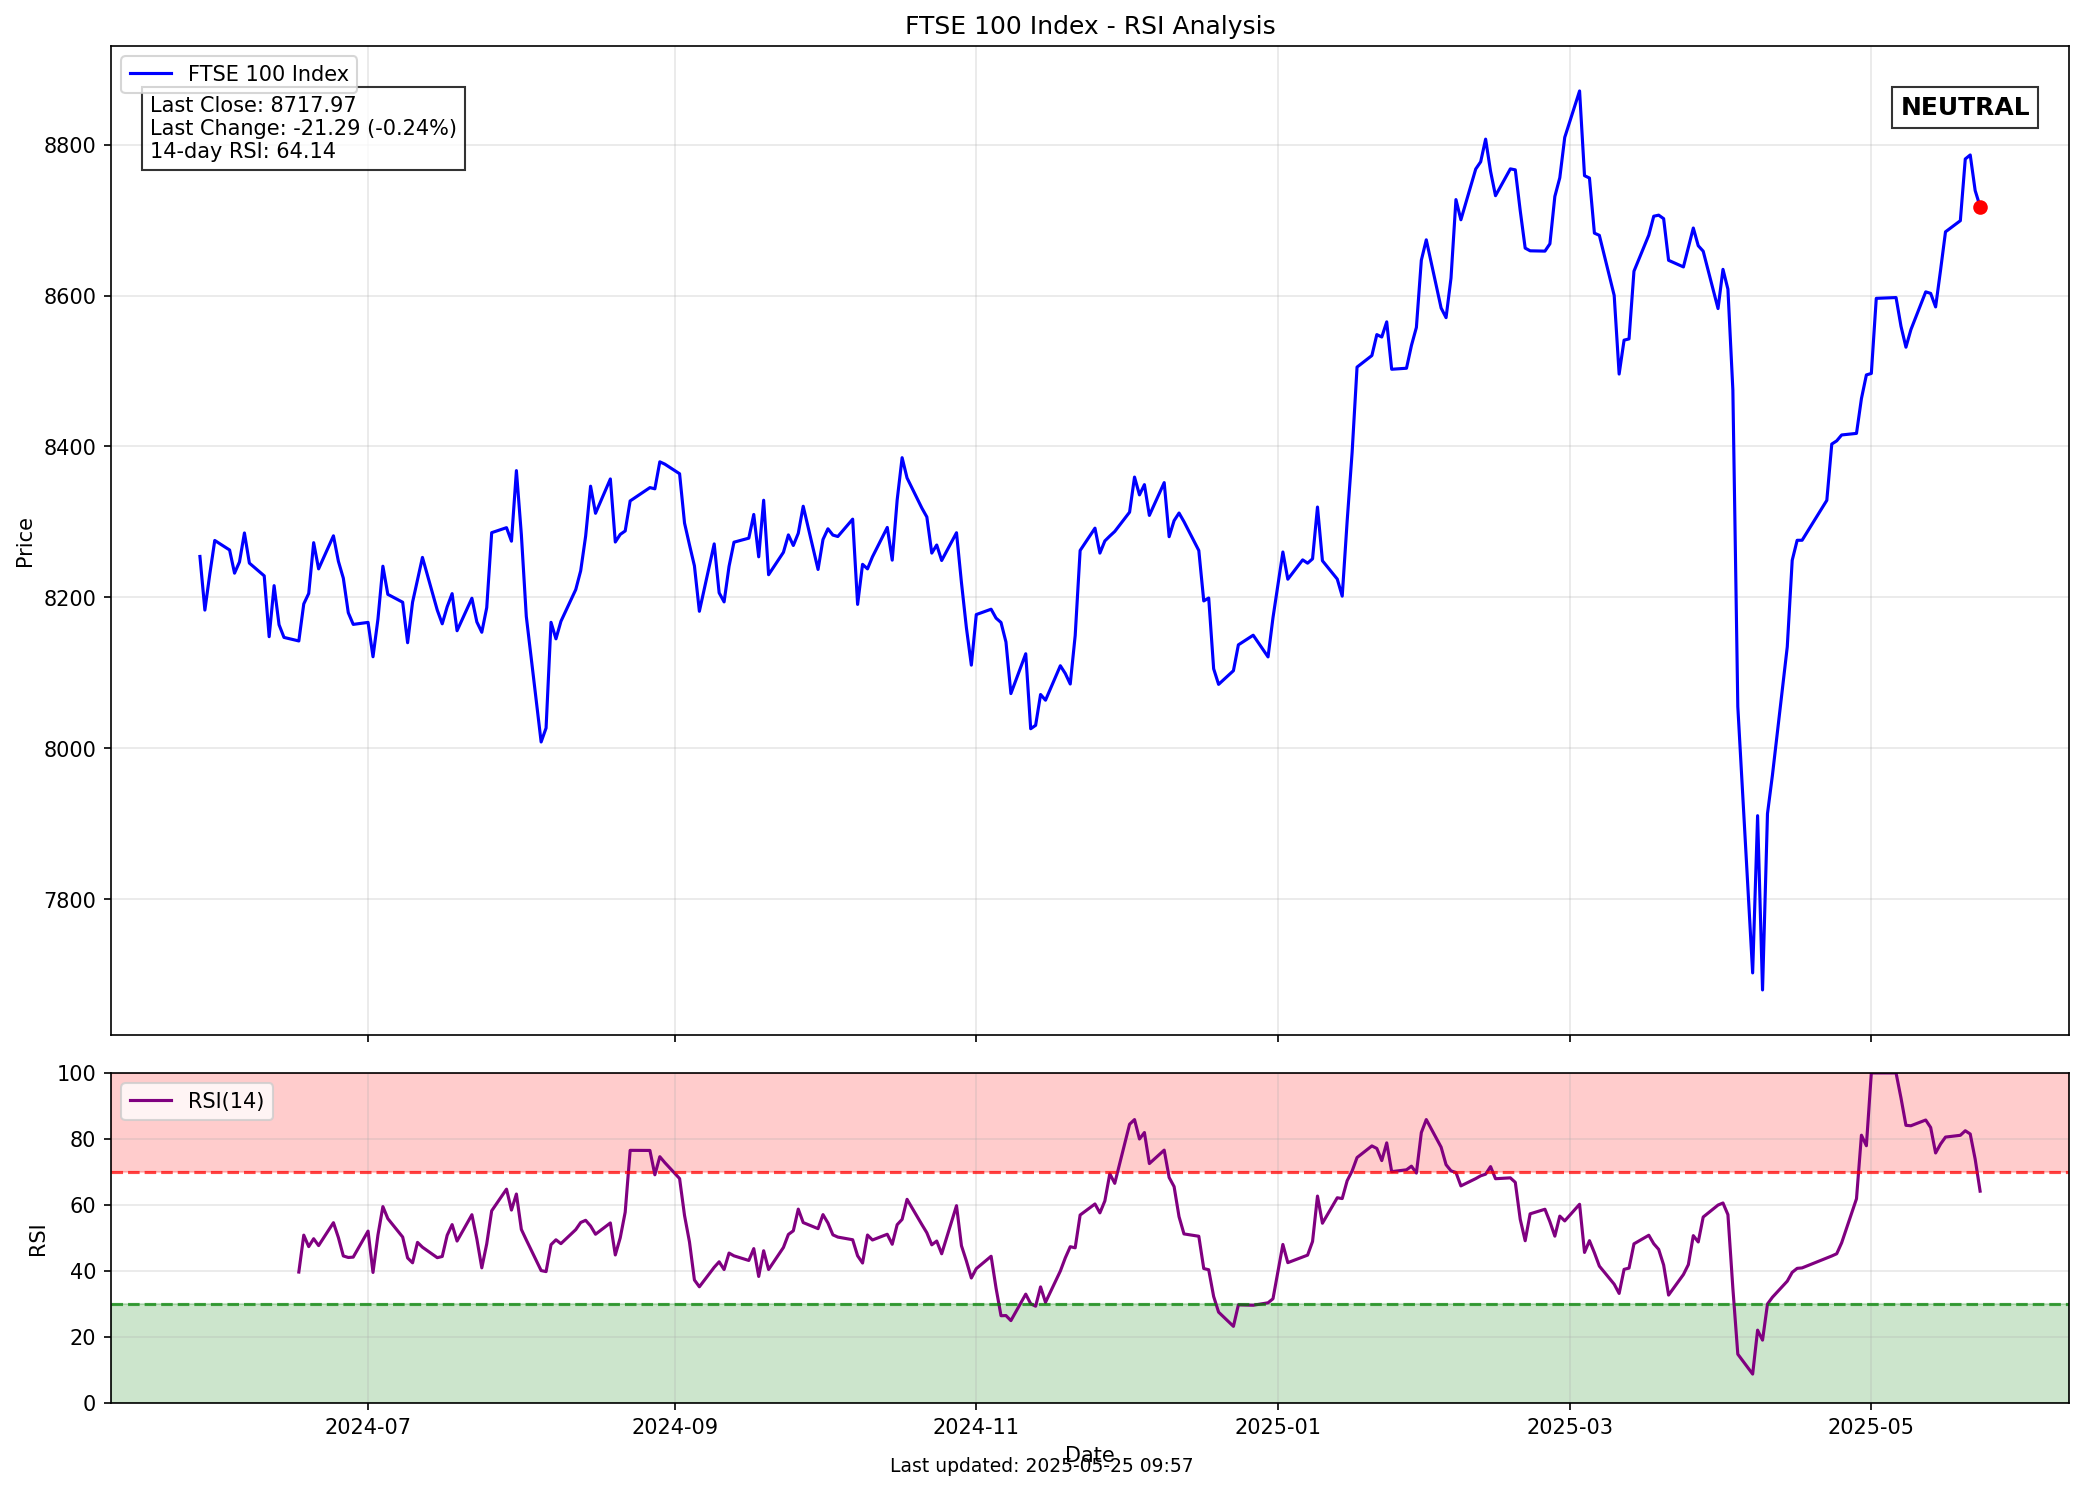 FTSE 100 Index - RSI Analysis
FTSE 100 Index
Last Close: 8717.97
Last Change: -21.29 (-0.24%)
14-day RSI: 64.14
NEUTRAL
Price
8800
8600
8400
8200
8000
7800
RSI(14)
RSI
100
80
60
40
20
0
2024-07
2024-09
2024-11
2025-01
2025-03
2025-05
Date
Last updated: 2025-05-25 09:57